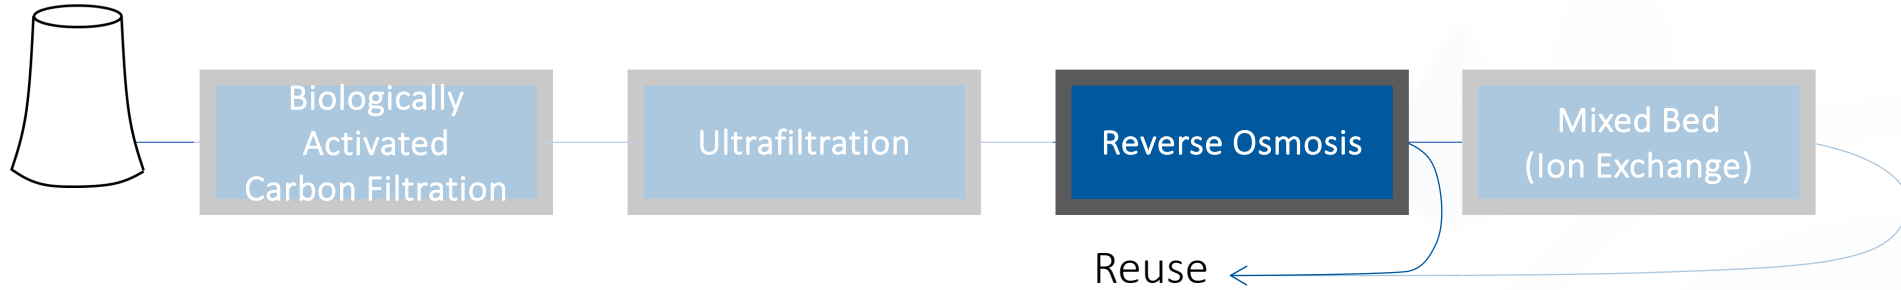 Biologically
Activated
Carbon Filtration
Ultrafiltration
Reverse Osmosis
Mixed Bed
(Ion Exchange)
Reuse